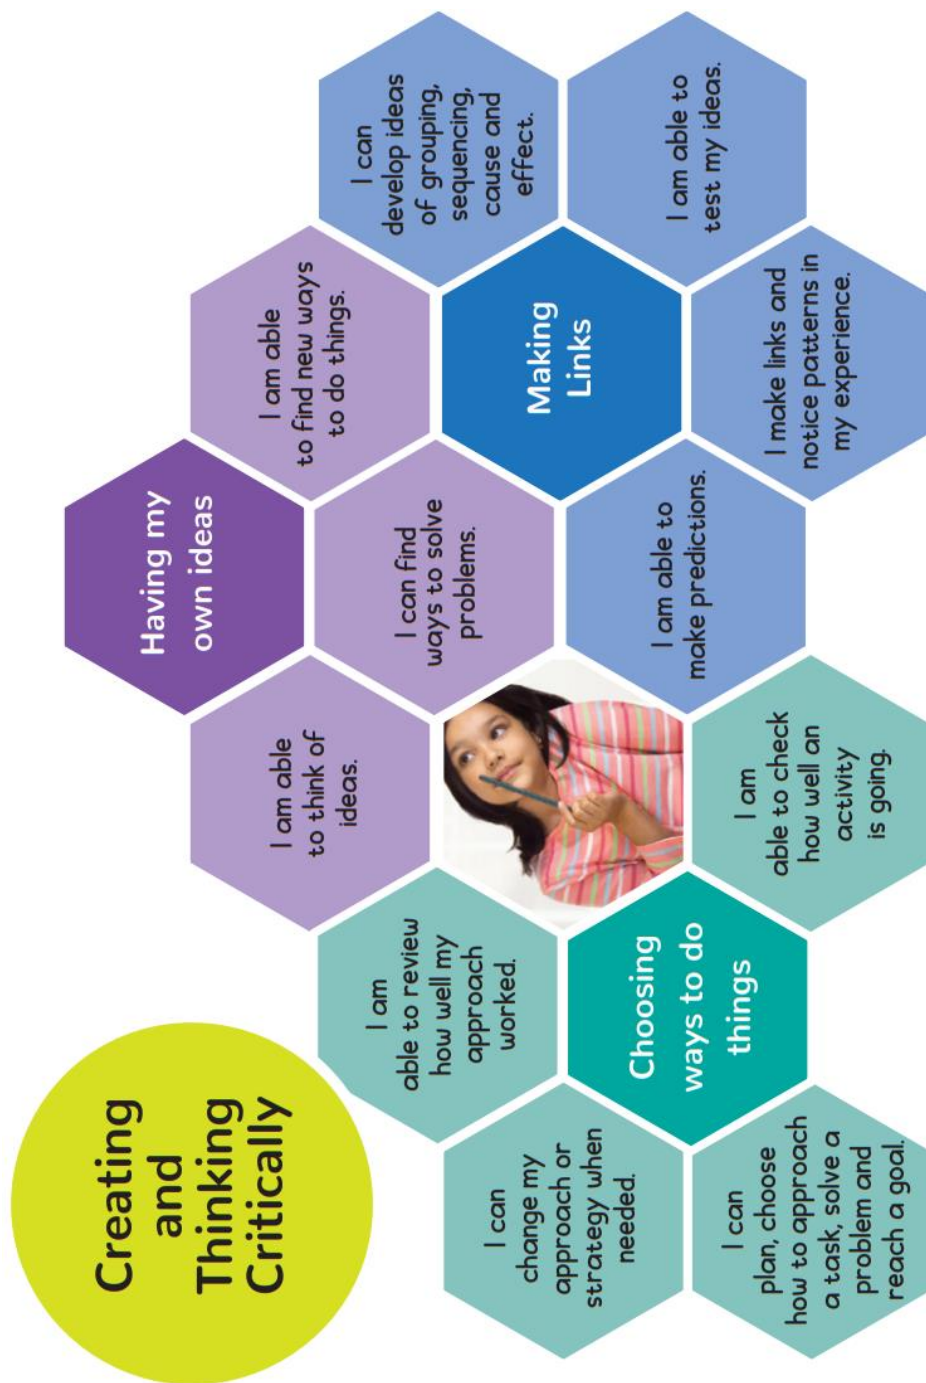 Creating
and
Thinking
Critically
Having my
own ideas
I am able
to think of
ideas.
I can find
ways to solve
problems.
I am able
to find new ways
to do things.
Making
Links
I can
develop ideas
of grouping,
sequencing,
cause and
effect.
I am able to
test my ideas.
I make links and
notice patterns in
my experience.
I am able to
make predictions.
Choosing
ways to do
things
I am
able to review
how well my
approach
worked.
I can
change my
approach or
strategy when
needed.
I can
plan, choose
how to approach
a task, solve a
problem and
reach a goal.
I am
able to check
how well an
activity
is going.